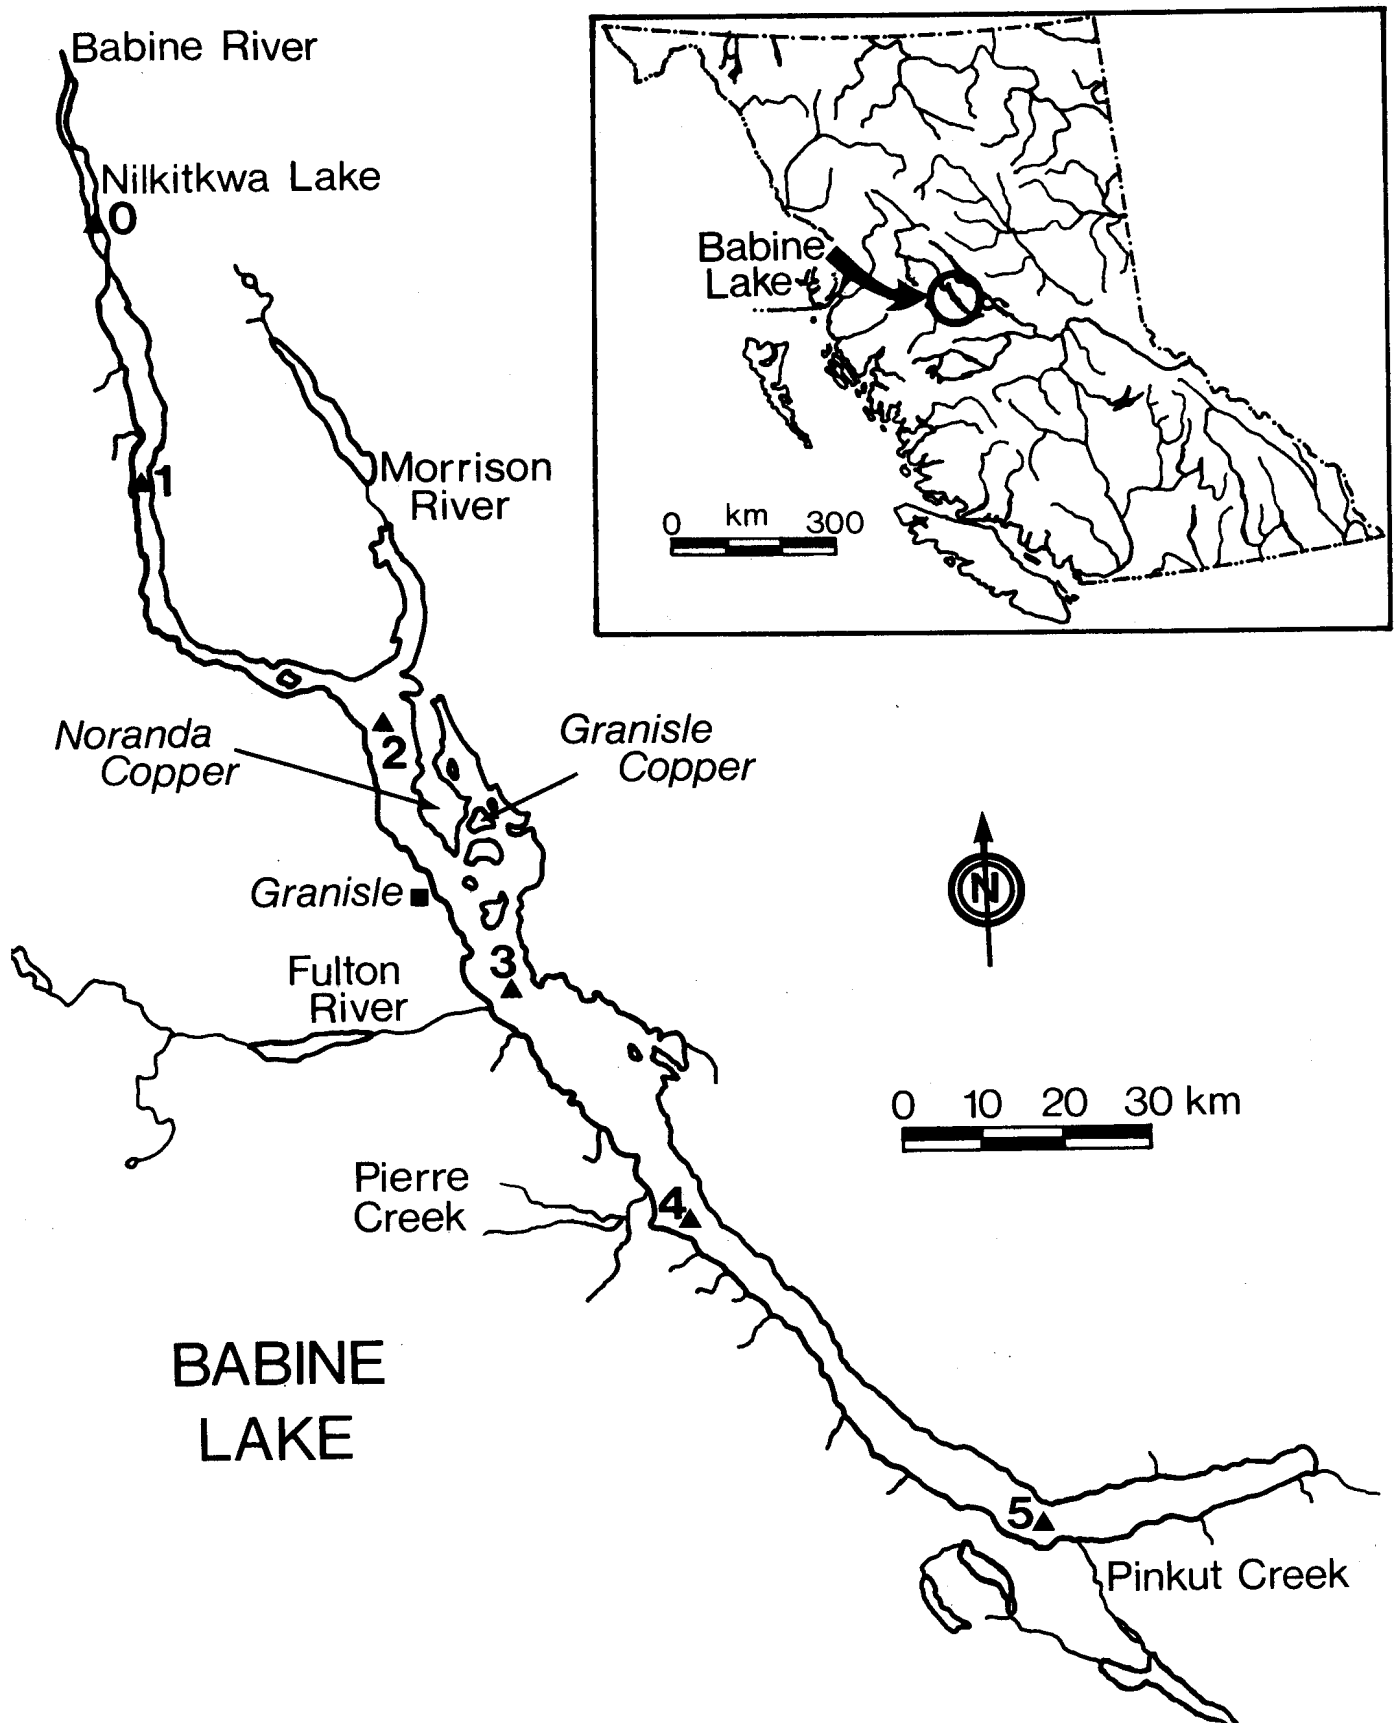 Babine River
Nilkitkwa Lake
0
Babine
Lake
0 km 300
1
Morrison
River
2
Noranda
Copper
Granisle
Copper
N
Granisle
3
Fulton
River
0 10 20 30 km
Pierre
Creek
4
BABINE
LAKE
5
Pinkut Creek